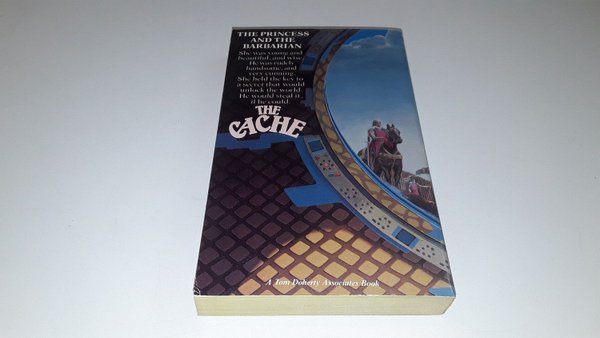 THE PRINCESS
AND THE
BARBARIAN
She was young and
beautiful, and wise.
He was rudely
handsome, and
very cunning.
She held the key to
a secret that would
unlock the world.
He would steal it,
if he could.
THE
CACHE
A Tom Doherty Associates Book